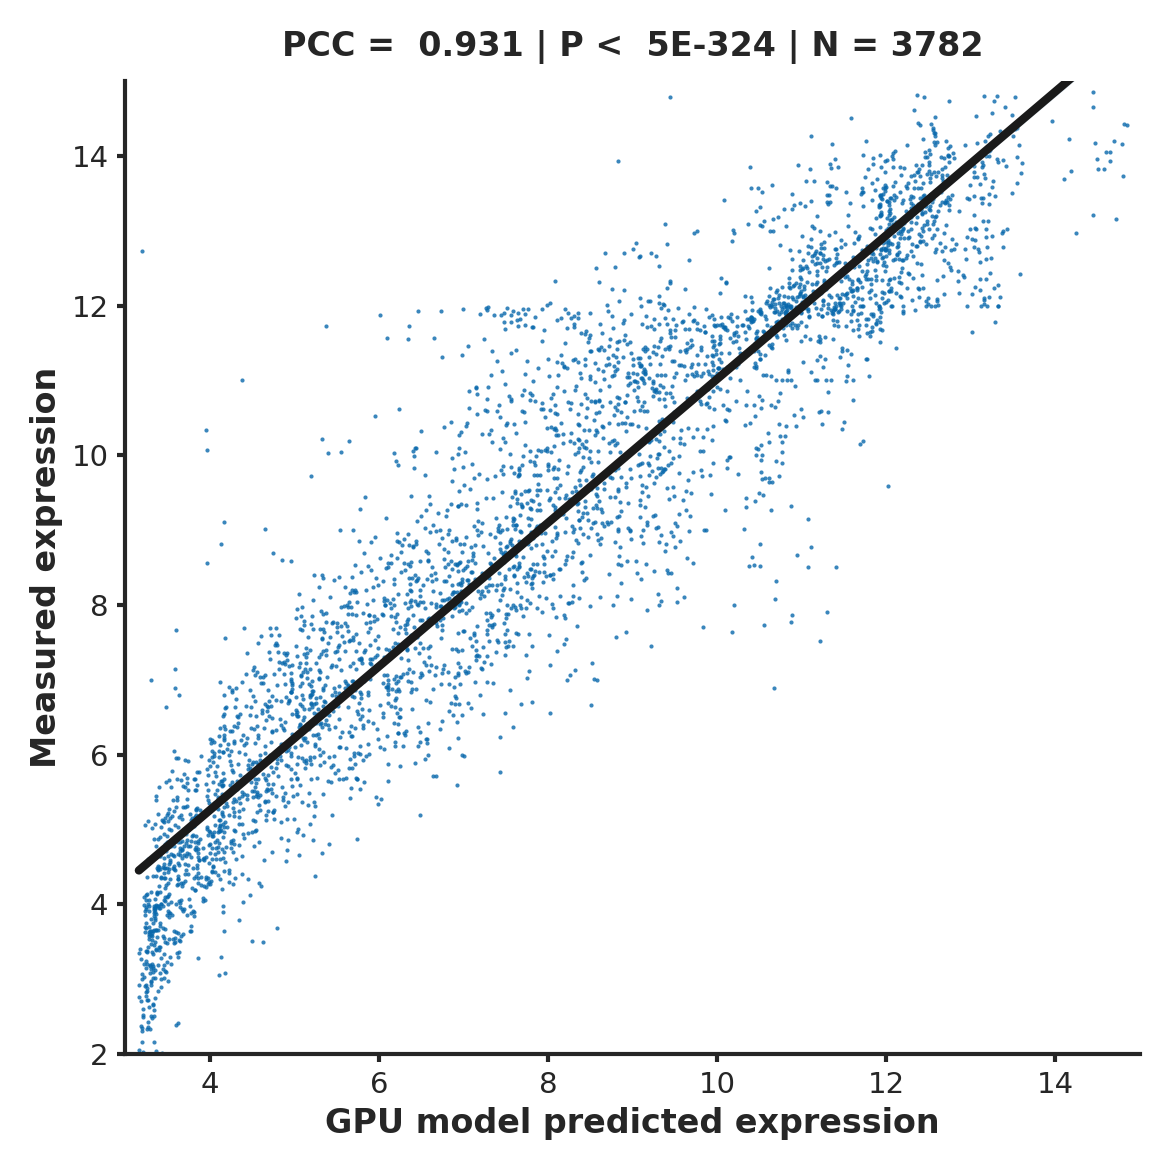 PCC =  0.931 | P <  5E-324 | N = 3782
Measured expression
14
12
10
8
6
4
2
4 6 8 10 12 14
GPU model predicted expression